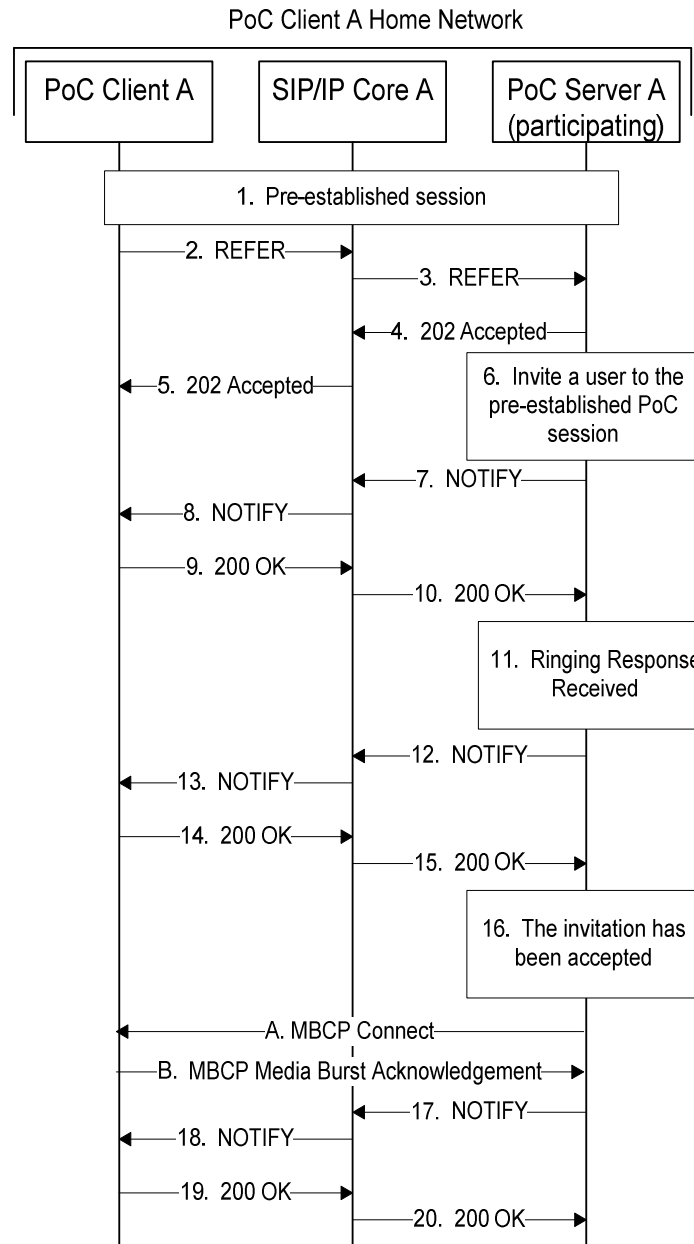 PoC Client A Home Network
PoC Client A
SIP/IP Core A
PoC Server A
(participating)
1. Pre-established session
2. REFER
3. REFER
4. 202 Accepted
5. 202 Accepted
6. Invite a user to the
pre-established PoC
session
7. NOTIFY
8. NOTIFY
9. 200 OK
10. 200 OK
11. Ringing Response
Received
12. NOTIFY
13. NOTIFY
14. 200 OK
15. 200 OK
16. The invitation has
been accepted
A. MBCP Connect
B. MBCP Media Burst Acknowledgement
17. NOTIFY
18. NOTIFY
19. 200 OK
20. 200 OK